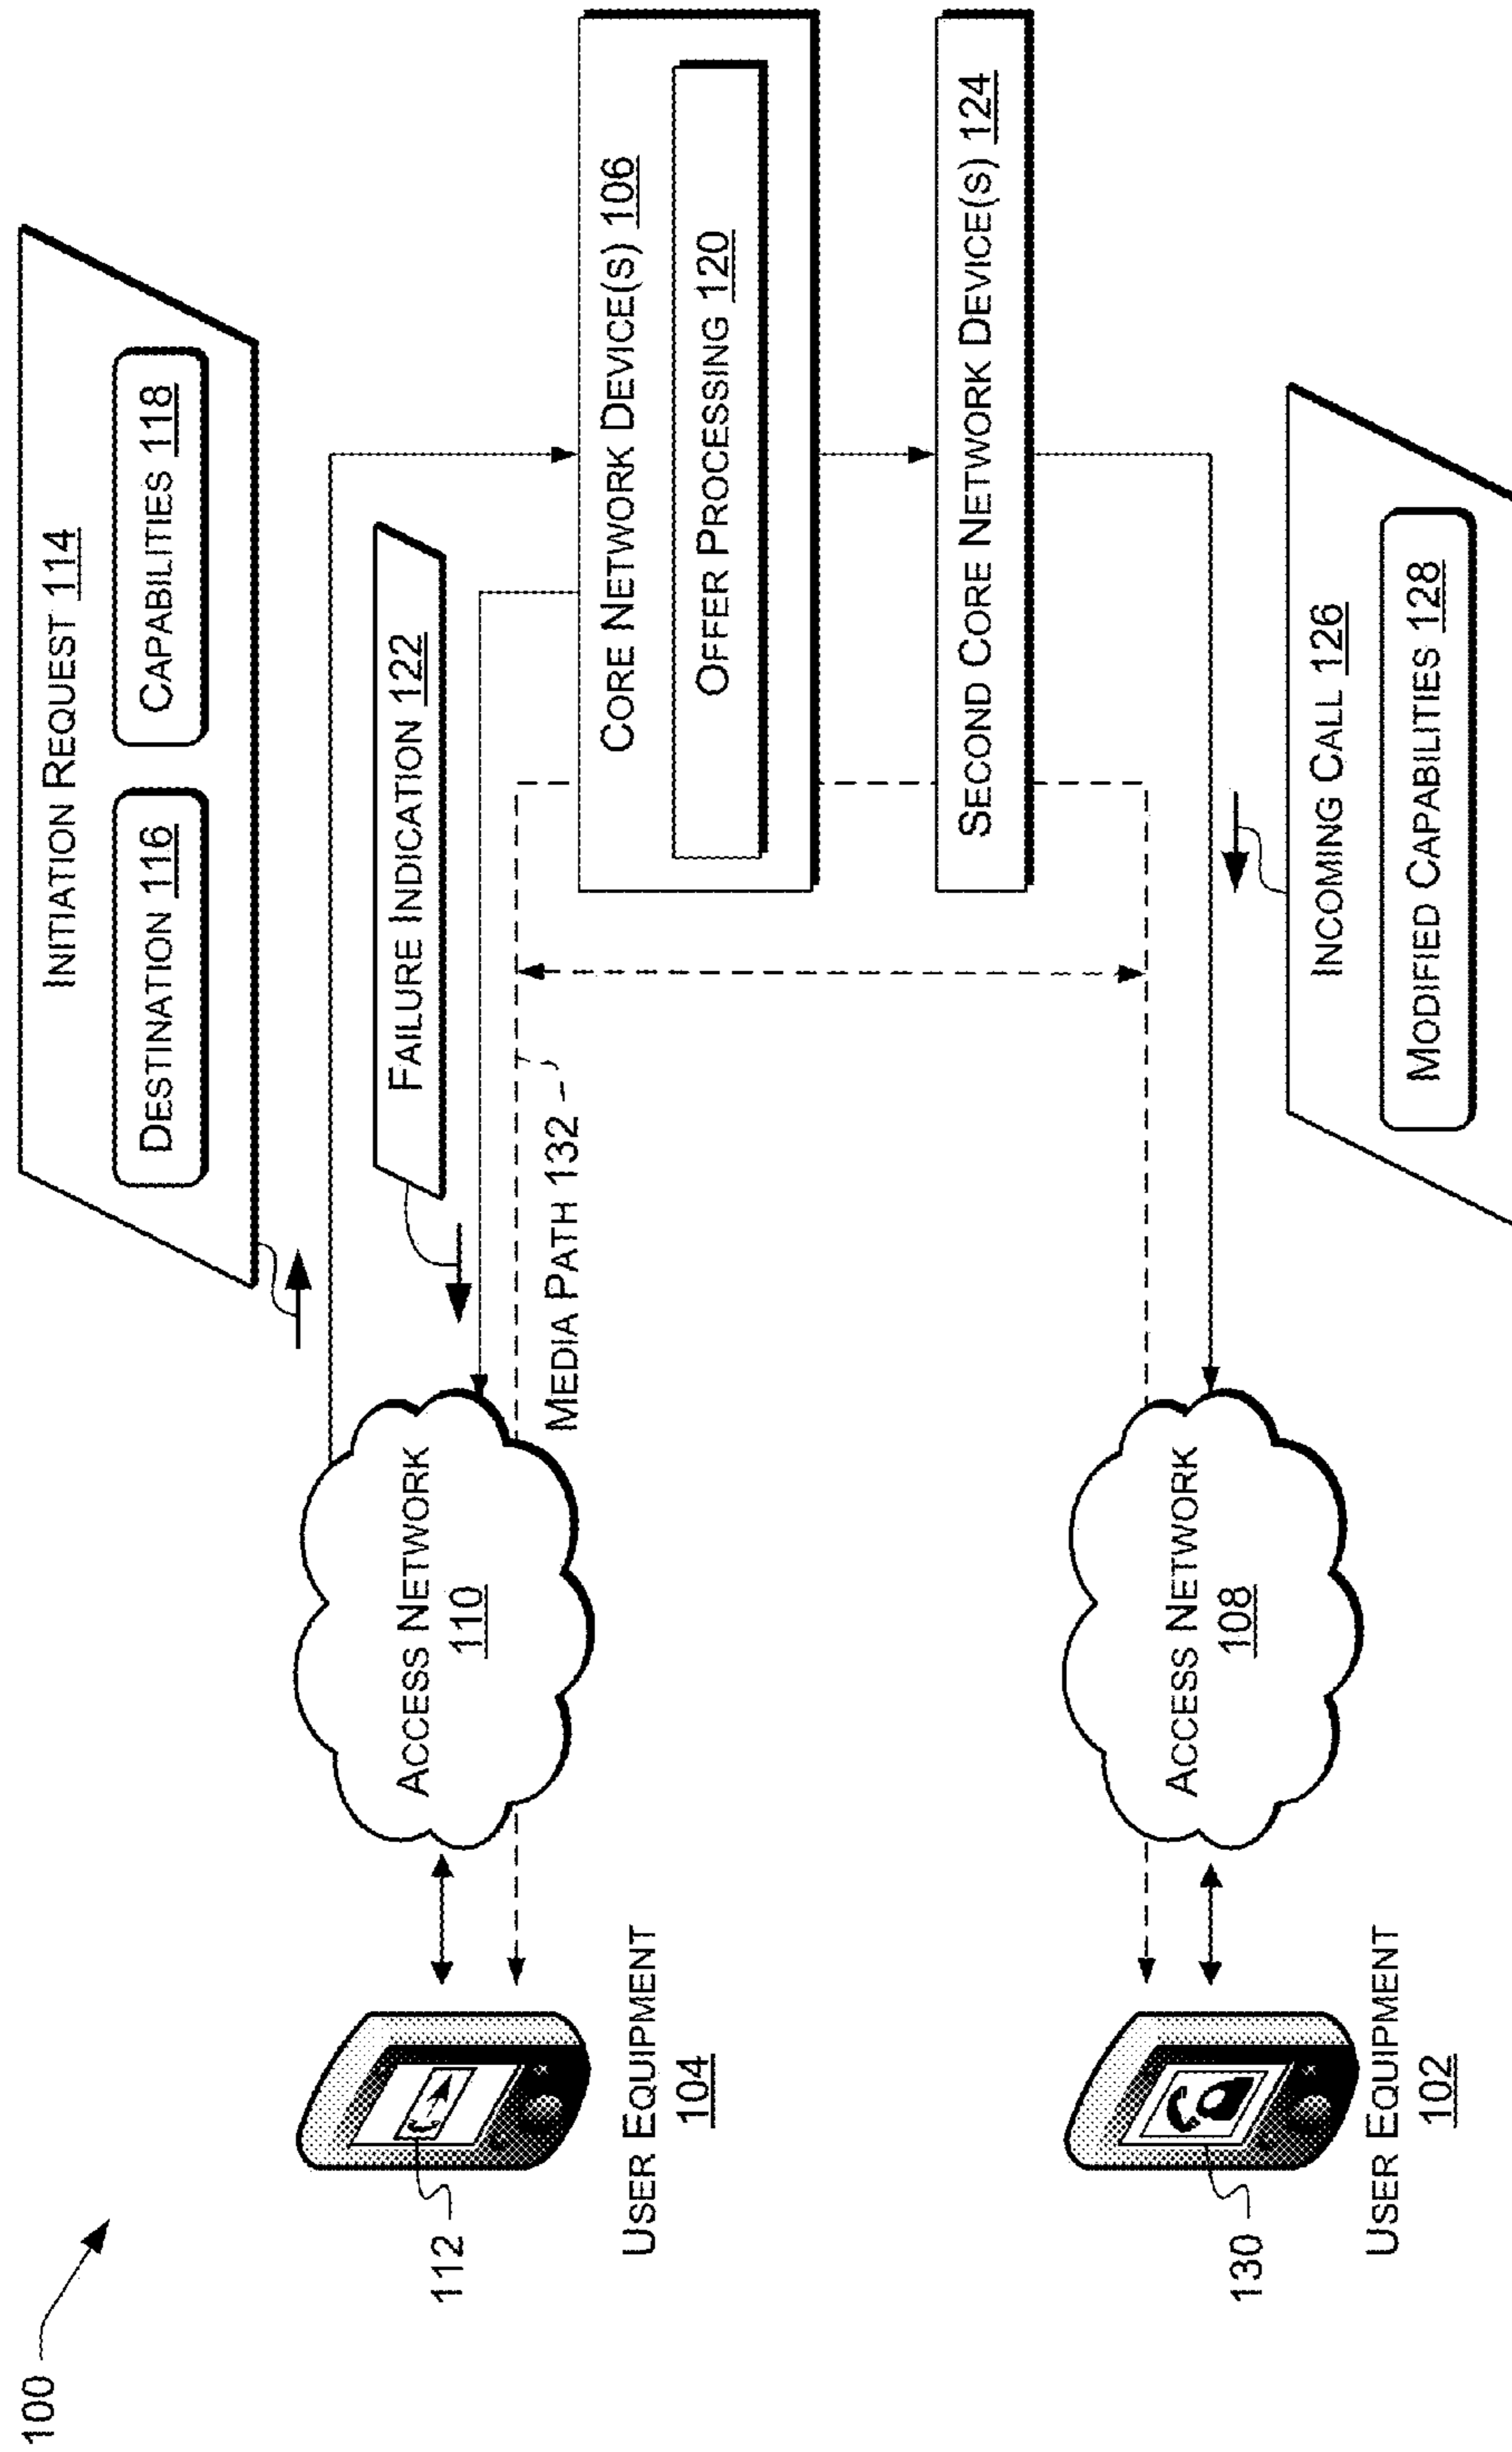 100
INITIATION REQUEST 114
DESTINATION 116
CAPABILITIES 118
FAILURE INDICATION 122
MEDIA PATH 132
ACCESS NETWORK
110
112
USER EQUIPMENT
104
CORE NETWORK DEVICE(S) 106
OFFER PROCESSING 120
SECOND CORE NETWORK DEVICE(S) 124
ACCESS NETWORK
108
130
USER EQUIPMENT
102
INCOMING CALL 126
MODIFIED CAPABILITIES 128